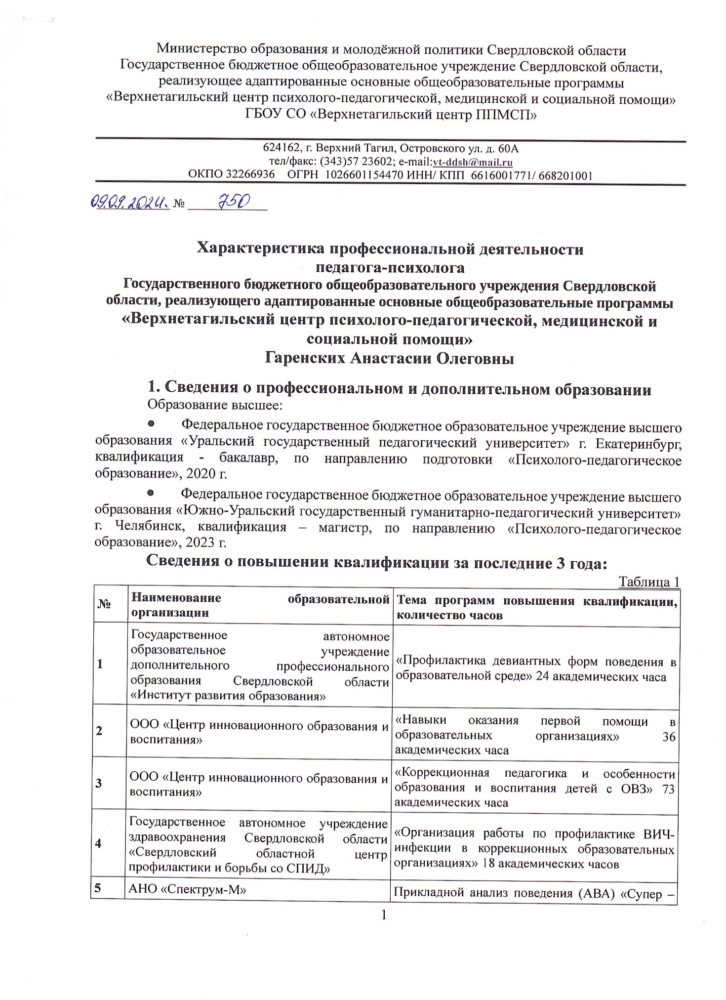 Министерство образования и молодёжной политики Свердловской области
Государственное бюджетное общеобразовательное учреждение Свердловской области,
реализующее адаптированные основные общеобразовательные программы
«Верхнетагильский центр психолого-педагогической, медицинской и социальной помощи»
ГБОУ СО «Верхнетагильский центр ППМСП»
624162, г. Верхний Тагил, Островского ул. д. 60А
тел/факс: (343)57 23602; e-mail:vt-ddsh@mail.ru
ОКПО 32266936 ОГРН 1026601154470 ИНН/ КПП 6616001771/ 668201001
09.09.2024. № 750
Характеристика профессиональной деятельности
педагога-психолога
Государственного бюджетного общеобразовательного учреждения Свердловской
области, реализующего адаптированные основные общеобразовательные программы
«Верхнетагильский центр психолого-педагогической, медицинской и
социальной помощи»
Гаренских Анастасии Олеговны
1. Сведения о профессиональном и дополнительном образовании
Образование высшее:
● Федеральное государственное бюджетное образовательное учреждение высшего
образования «Уральский государственный педагогический университет» г. Екатеринбург,
квалификация - бакалавр, по направлению подготовки «Психолого-педагогическое
образование», 2020 г.
● Федеральное государственное бюджетное образовательное учреждение высшего
образования «Южно-Уральский государственный гуманитарно-педагогический университет»
г. Челябинск, квалификация – магистр, по направлению «Психолого-педагогическое
образование», 2023 г.
Сведения о повышении квалификации за последние 3 года:
Таблица 1
№
Наименование образовательной
организации
Тема программ повышения квалификации,
количество часов
1
Государственное автономное
образовательное учреждение
дополнительного профессионального
образования Свердловской области
«Институт развития образования»
«Профилактика девиантных форм поведения в
образовательной среде» 24 академических часа
2
ООО «Центр инновационного образования и
воспитания»
«Навыки оказания первой помощи в
образовательных организациях» 36
академических часа
3
ООО «Центр инновационного образования и
воспитания»
«Коррекционная педагогика и особенности
образования и воспитания детей с ОВЗ» 73
академических часа
4
Государственное автономное учреждение
здравоохранения Свердловской области
«Свердловский областной центр
профилактики и борьбы со СПИД»
«Организация работы по профилактике ВИЧ-
инфекции в коррекционных образовательных
организациях» 18 академических часов
5
АНО «Спектрум-М»
Прикладной анализ поведения (АВА) «Супер –
1